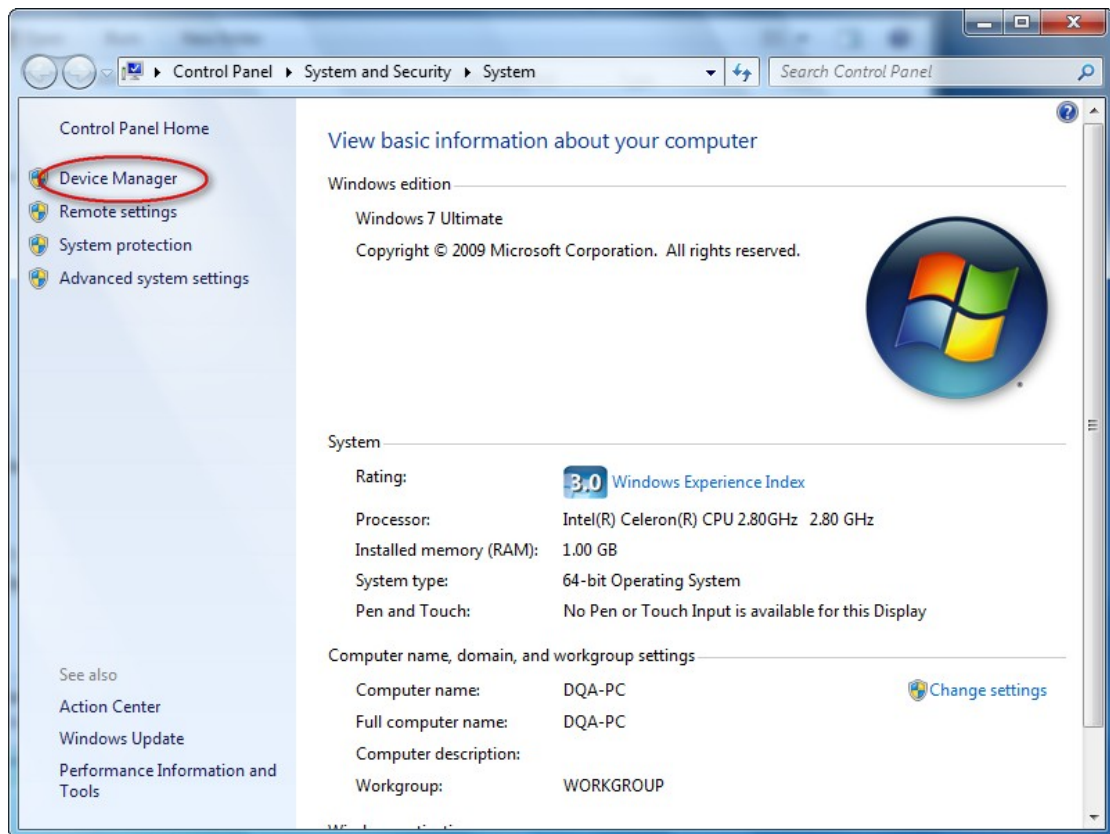 Control Panel ▸ System and Security ▸ System
Search Control Panel
Control Panel Home
Device Manager
Remote settings
System protection
Advanced system settings
See also
Action Center
Windows Update
Performance Information and
Tools
View basic information about your computer
Windows edition
Windows 7 Ultimate
Copyright © 2009 Microsoft Corporation. All rights reserved.
System
Rating: 3.0 Windows Experience Index
Processor: Intel(R) Celeron(R) CPU 2.80GHz 2.80 GHz
Installed memory (RAM): 1.00 GB
System type: 64-bit Operating System
Pen and Touch: No Pen or Touch Input is available for this Display
Computer name, domain, and workgroup settings
Computer name: DQA-PC Change settings
Full computer name: DQA-PC
Computer description:
Workgroup: WORKGROUP